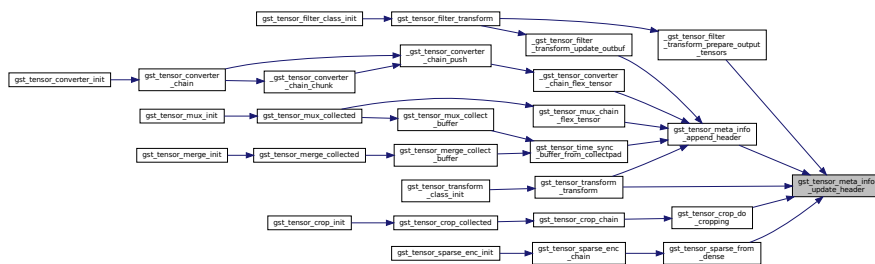 gst_tensor_filter_class_init
gst_tensor_filter_transform
_gst_tensor_filter
_transform_update_outbuf
_gst_tensor_filter
_transform_prepare_output
_tensors
gst_tensor_converter_init
gst_tensor_converter
_chain
_gst_tensor_converter
_chain_chunk
_gst_tensor_converter
_chain_push
_gst_tensor_converter
_chain_flex_tensor
gst_tensor_mux_init
gst_tensor_mux_collected
gst_tensor_mux_collect
_buffer
gst_tensor_mux_chain
_flex_tensor
gst_tensor_meta_info
_append_header
gst_tensor_merge_init
gst_tensor_merge_collected
gst_tensor_merge_collect
_buffer
gst_tensor_time_sync
_buffer_from_collectpad
gst_tensor_transform
_class_init
gst_tensor_transform
_transform
gst_tensor_meta_info
_update_header
gst_tensor_crop_init
gst_tensor_crop_collected
gst_tensor_crop_chain
gst_tensor_crop_do
_cropping
gst_tensor_sparse_enc_init
gst_tensor_sparse_enc
_chain
gst_tensor_sparse_from
_dense